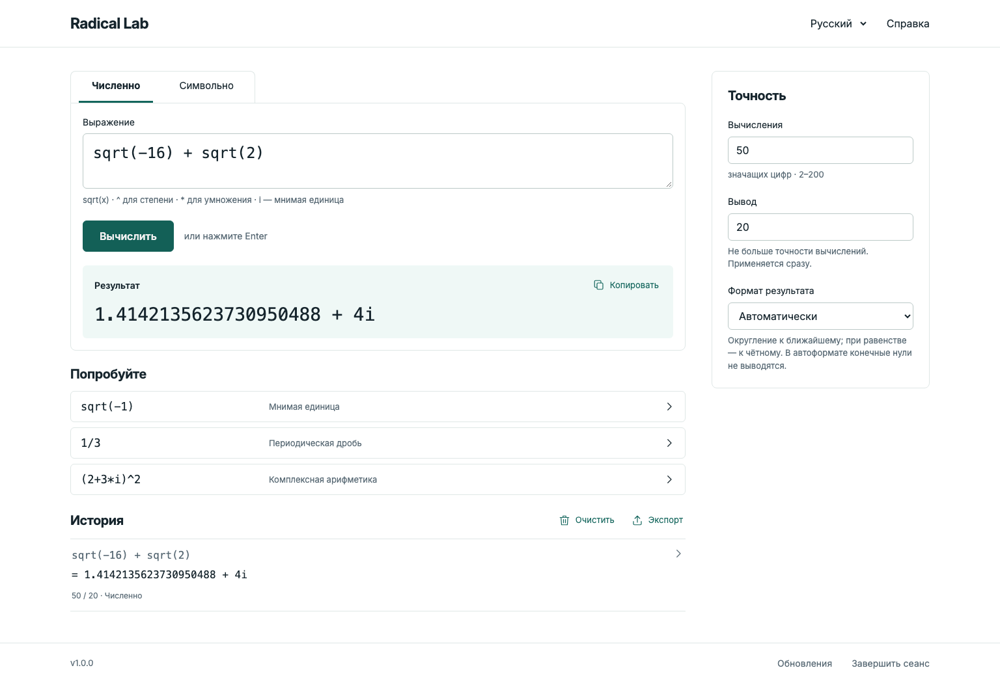 Radical Lab
Русский
Справка
Численно
Символьно
Выражение
sqrt(−16) + sqrt(2)
sqrt(x) · ^ для степени · * для умножения · i — мнимая единица
Вычислить
или нажмите Enter
Результат
Копировать
1.4142135623730950488 + 4i
Попробуйте
sqrt(−1)
Мнимая единица
1/3
Периодическая дробь
(2+3*i)^2
Комплексная арифметика
История
Очистить
Экспорт
sqrt(−16) + sqrt(2)
= 1.4142135623730950488 + 4i
50 / 20 · Численно
Точность
Вычисления
50
значащих цифр · 2–200
Вывод
20
Не больше точности вычислений.
Применяется сразу.
Формат результата
Автоматически
Округление к ближайшему; при равенстве
— к чётному. В автоформате конечные нули
не выводятся.
v1.0.0
Обновления
Завершить сеанс